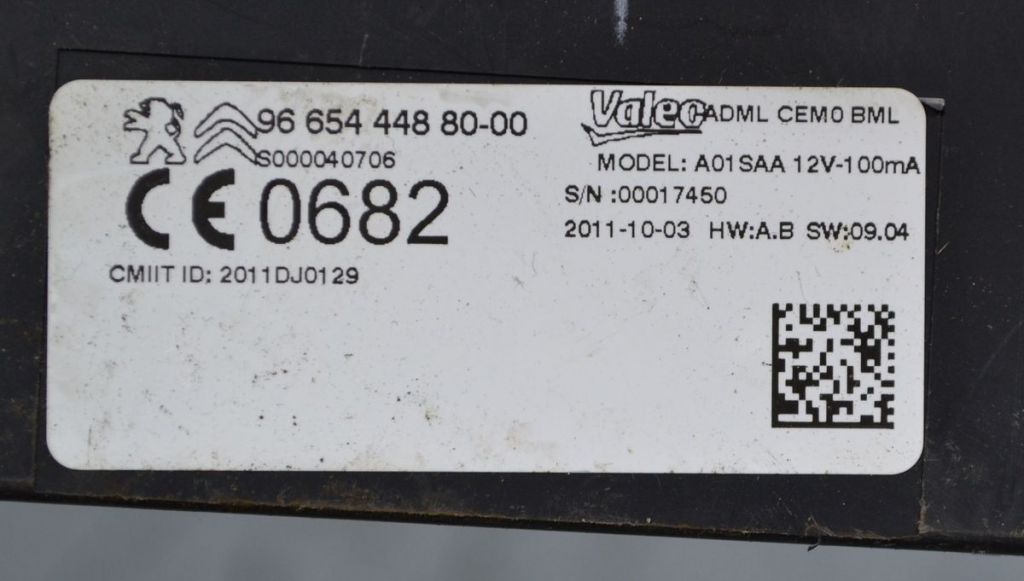 96 654 448 80-00
S000040706
CE 0682
CMIIT ID: 2011DJ0129
Valeo ADML CEM0 BML
MODEL: A01SAA 12V-100mA
S/N :00017450
2011-10-03 HW:A.B SW:09.04